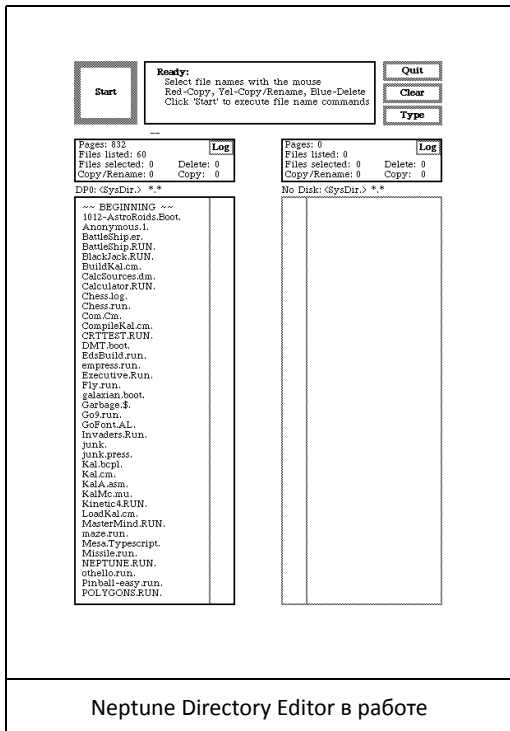 Start
Ready:
Select file names with the mouse
Red-Copy, Yel-Copy/Rename, Blue-Delete
Click 'Start' to execute file name commands
Quit
Clear
Type
Pages: 832
Log
Files listed: 60
Files selected: 0 Delete: 0
Copy/Rename: 0 Copy: 0
DP0: <SysDir.> *.*
Pages: 0
Log
Files listed: 0
Files selected: 0 Delete: 0
Copy/Rename: 0 Copy: 0
No Disk: <SysDir.> *.*
~~ BEGINNING ~~
1012-AstroRoids.Boot.
Anonymous.1.
BattleShip.er.
BattleShip.RUN.
BlackJack.RUN.
BuildKal.cm.
CalcSources.dm.
Calculator.RUN.
Chess.log.
Chess.run.
Com.Cm.
CompileKal.cm.
CRTTEST.RUN.
DMT.boot.
EdsBuild.run.
empress.run.
Executive.Run.
Fly.run.
galaxian.boot.
Garbage.$.
Go9.run.
GoFont.AL.
Invaders.Run.
junk.
junk.press.
Kal.bcpl.
Kal.cm.
KalA.asm.
KalMc.mu.
Kinetic4.RUN.
LoadKal.cm.
MasterMind.RUN.
maze.run.
Mesa.Typescript.
Missile.run.
NEPTUNE.RUN.
othello.run.
Pinball-easy.run.
POLYGONS.RUN.
Neptune Directory Editor в работе